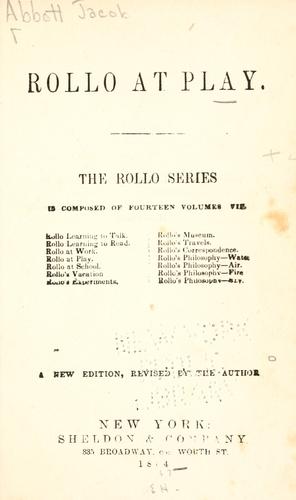 Abbott Jacob
ROLLO AT PLAY.
THE ROLLO SERIES
IS COMPOSED OF FOURTEEN VOLUMES VIZ.
Rollo Learning to Talk.
Rollo Learning to Read.
Rollo at Work.
Rollo at Play.
Rollo at School.
Rollo's Vacation
Rollo's Experiments.
Rollo's Museum.
Rollo's Travels.
Rollo's Correspondence.
Rollo's Philosophy—Water
Rollo's Philosophy—Air.
Rollo's Philosophy—Fire
Rollo's Philosophy—Sky.
A NEW EDITION, REVISED BY THE AUTHOR
NEW YORK:
SHELDON & COMPANY
335 BROADWAY, COR WORTH ST.